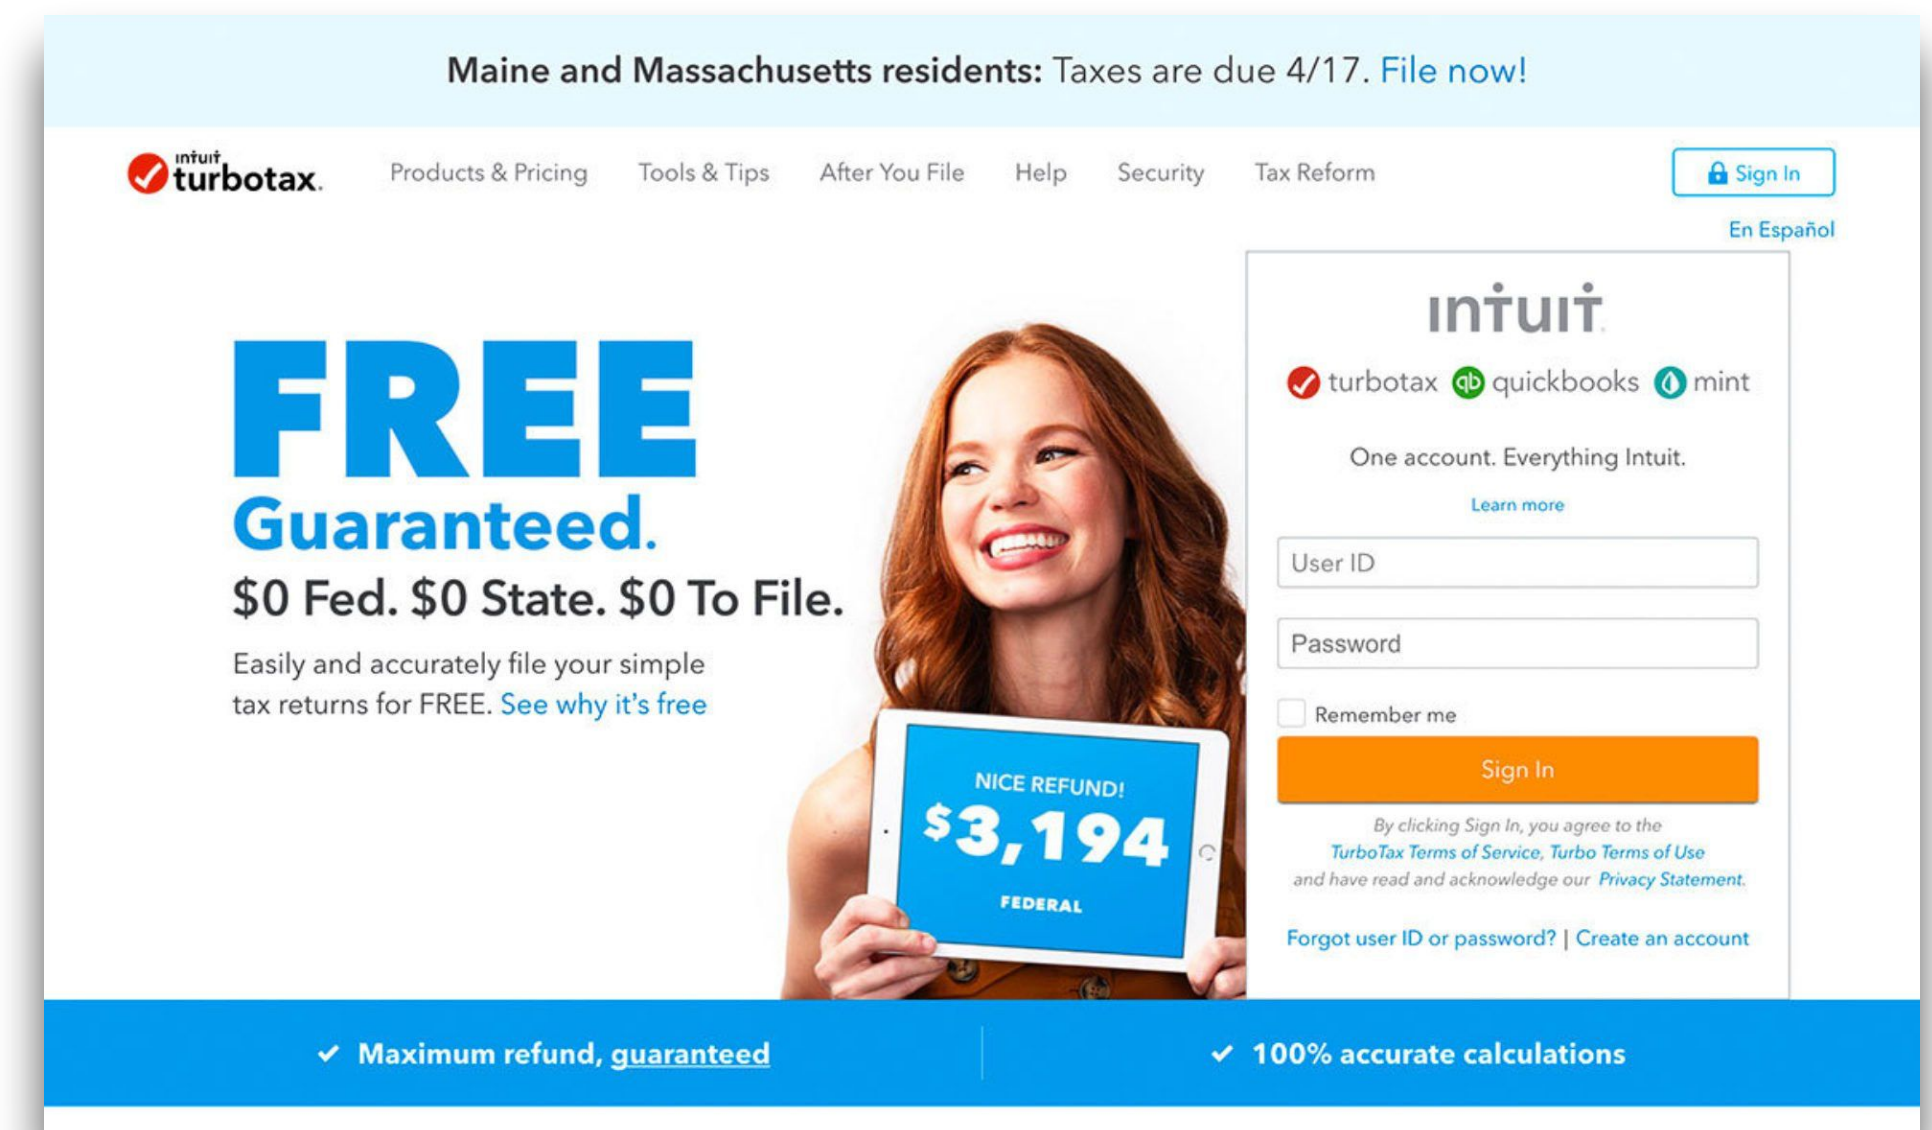 Maine and Massachusetts residents: Taxes are due 4/17. File now!
intuit
turbotax.
Products & Pricing
Tools & Tips
After You File
Help
Security
Tax Reform
Sign In
En Español
FREE
Guaranteed.
$0 Fed. $0 State. $0 To File.
Easily and accurately file your simple
tax returns for FREE. See why it's free
NICE REFUND!
$3,194
FEDERAL
intuit
turbotax qb quickbooks mint
One account. Everything Intuit.
Learn more
User ID
Password
Remember me
Sign In
By clicking Sign In, you agree to the
TurboTax Terms of Service, Turbo Terms of Use
and have read and acknowledge our Privacy Statement.
Forgot user ID or password? | Create an account
Maximum refund, guaranteed
100% accurate calculations